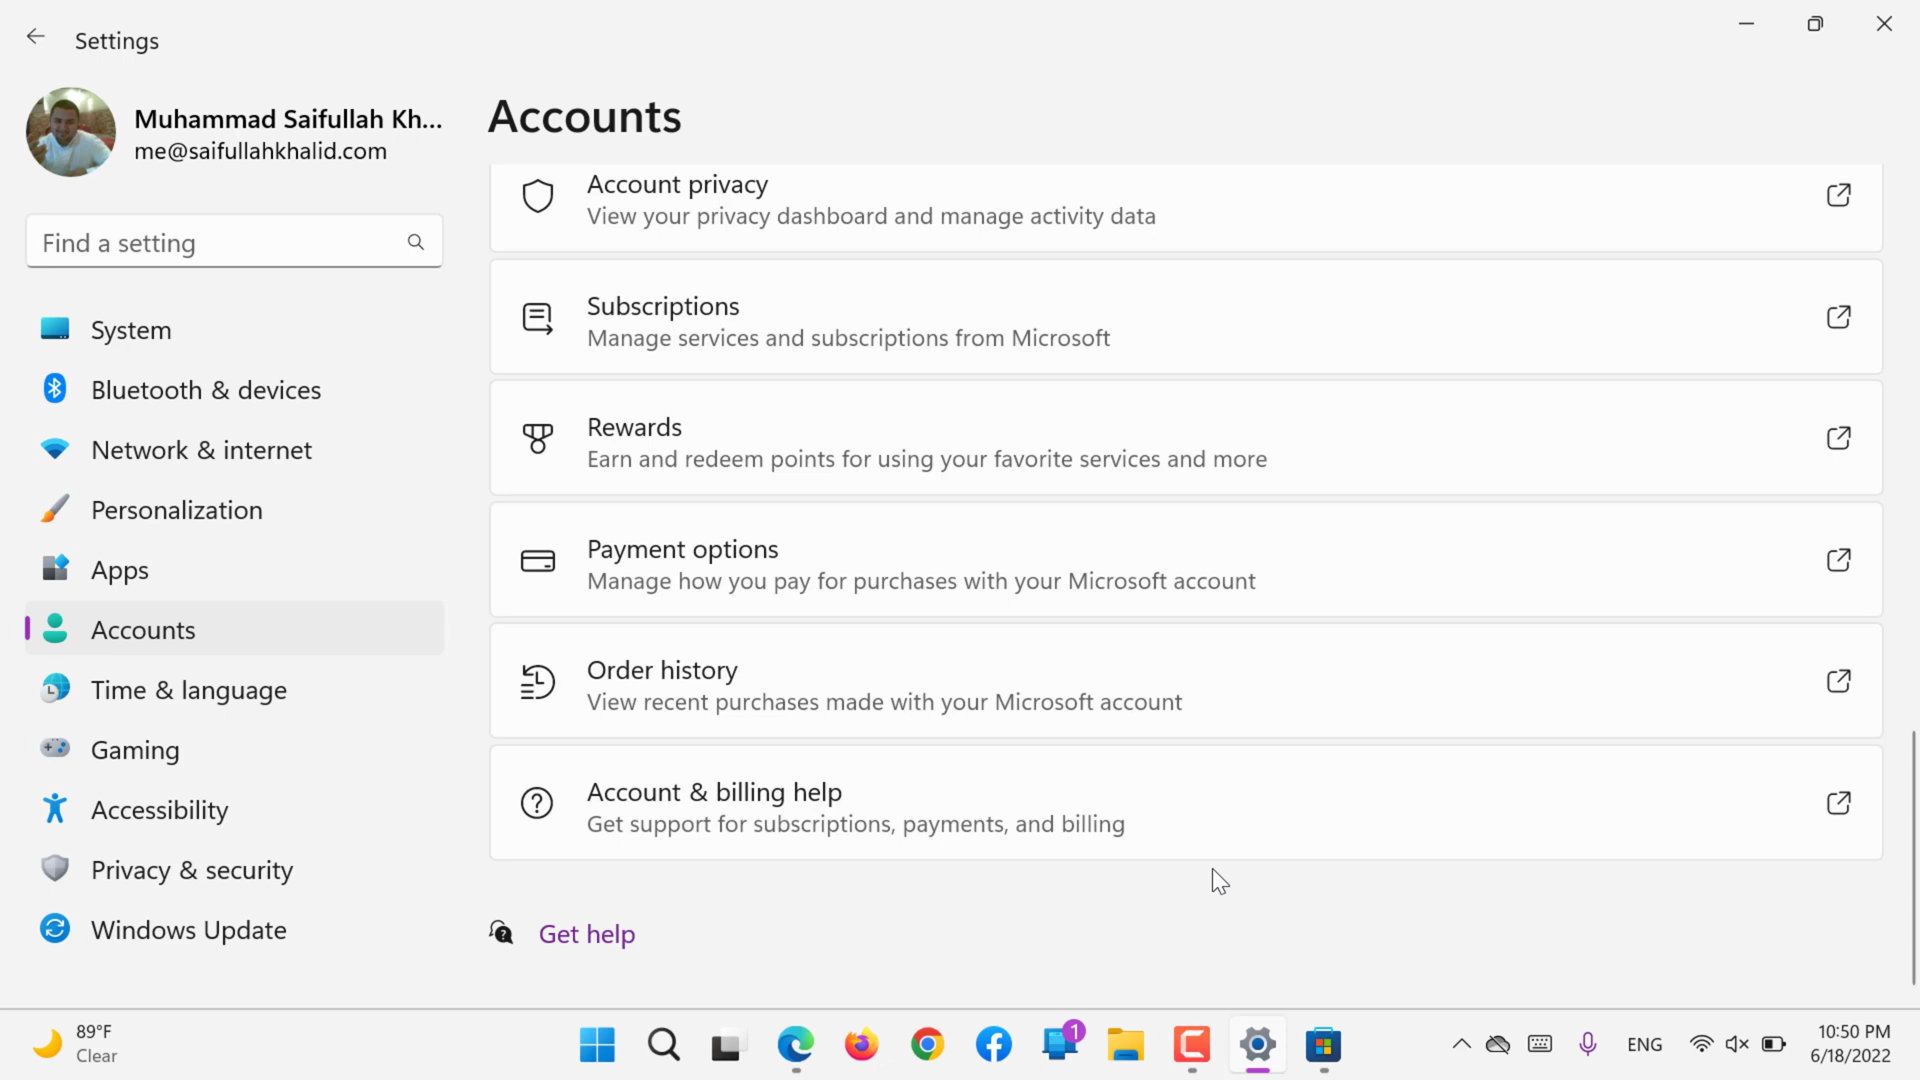 Settings
Muhammad Saifullah Kh...
me@saifullahkhalid.com
Find a setting
System
Bluetooth & devices
Network & internet
Personalization
Apps
Accounts
Time & language
Gaming
Accessibility
Privacy & security
Windows Update
Accounts
Account privacy
View your privacy dashboard and manage activity data
Subscriptions
Manage services and subscriptions from Microsoft
Rewards
Earn and redeem points for using your favorite services and more
Payment options
Manage how you pay for purchases with your Microsoft account
Order history
View recent purchases made with your Microsoft account
Account & billing help
Get support for subscriptions, payments, and billing
Get help
89°F
Clear
1
ENG
10:50 PM
6/18/2022